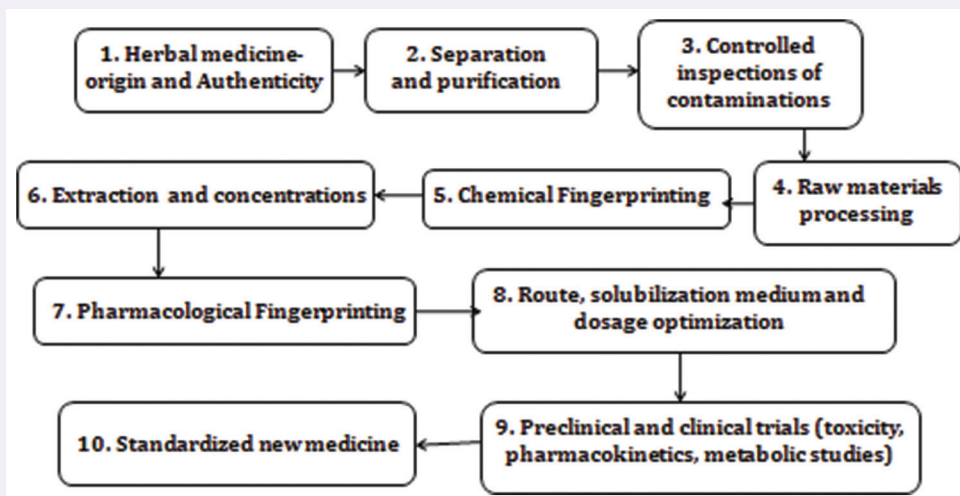 1. Herbal medicine-
origin and Authenticity
2. Separation
and purification
3. Controlled
inspections of
contaminations
4. Raw materials
processing
5. Chemical Fingerprinting
6. Extraction and concentrations
7. Pharmacological Fingerprinting
8. Route, solubilization medium and
dosage optimization
9. Preclinical and clinical trials (toxicity,
pharmacokinetics, metabolic studies)
10. Standardized new medicine